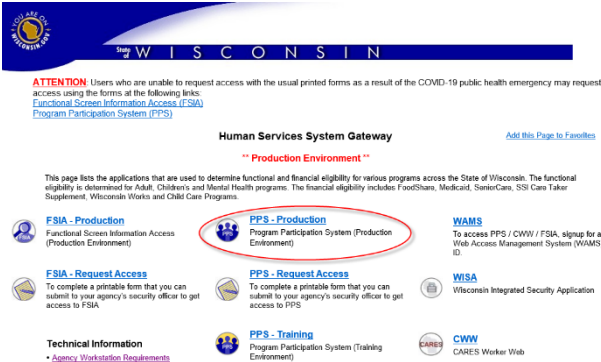 YOU ARE ON
WISCONSIN.GOV
State of WISCONSIN
ATTENTION: Users who are unable to request access with the usual printed forms as a result of the COVID-19 public health emergency may request
access using the forms at the following links:
Functional Screen Information Access (FSIA)
Program Participation System (PPS)
Human Services System Gateway
Add this Page to Favorites
** Production Environment **
This page lists the applications that are used to determine functional and financial eligibility for various programs across the State of Wisconsin. The functional
eligibility is determined for Adult, Children's and Mental Health programs. The financial eligibility includes FoodShare, Medicaid, SeniorCare, SSI Care Taker
Supplement, Wisconsin Works and Child Care Programs.
FSIA - Production
Functional Screen Information Access
(Production Environment)
PPS - Production
Program Participation System (Production
Environment)
WAMS
To access PPS / CWW / FSIA, signup for a
Web Access Management System (WAMS
ID.
FSIA - Request Access
To complete a printable form that you can
submit to your agency's security officer to get
access to FSIA
PPS - Request Access
To complete a printable form that you can
submit to your agency's security officer to get
access to PPS
WISA
Wisconsin Integrated Security Application
Technical Information
• Agency Workstation Requirements
PPS - Training
Program Participation System (Training
Environment)
CARES
CWW
CARES Worker Web